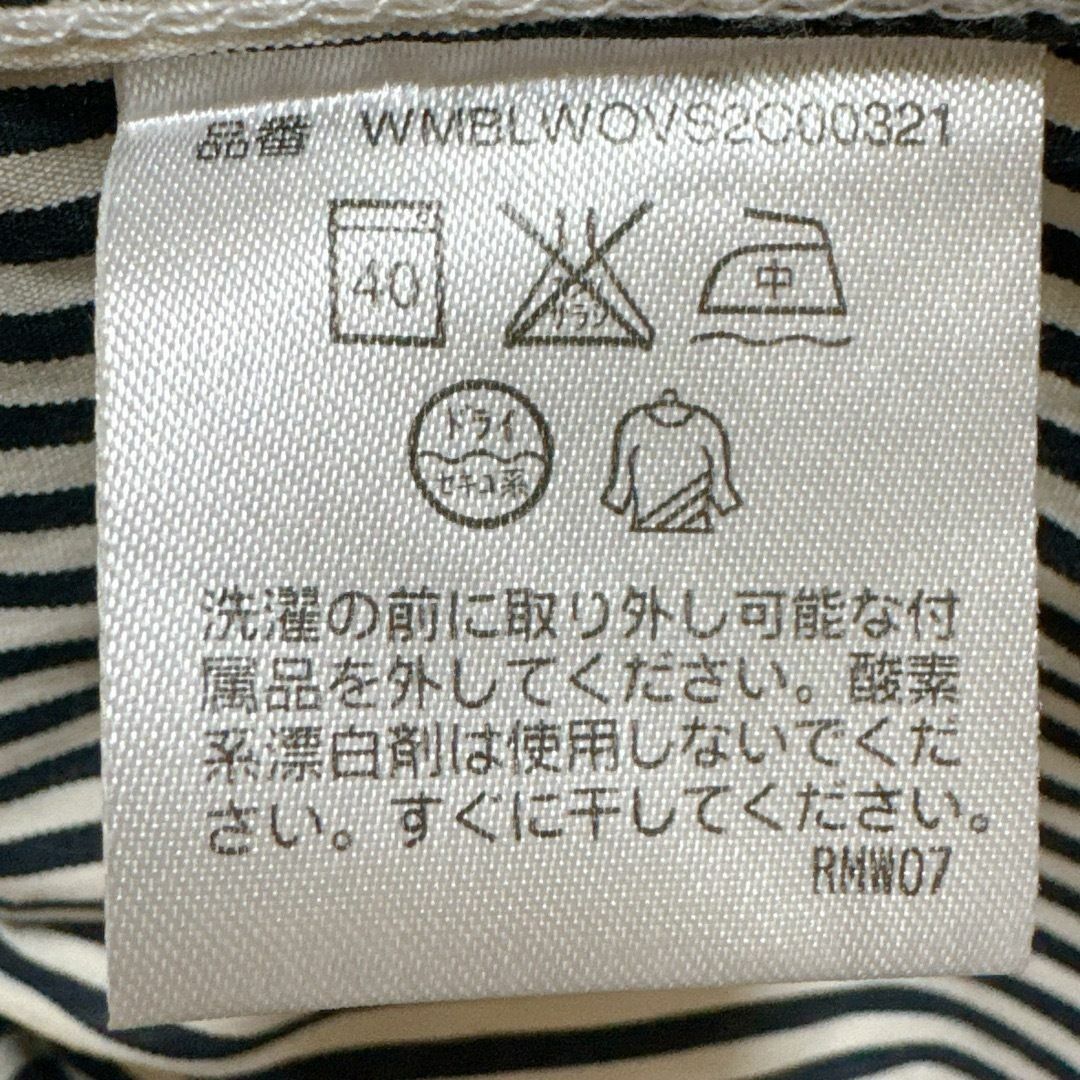 品番 WMBLWOVS2C00321
40
サラシ
中
ドライ
セキユ系
洗濯の前に取り外し可能な付
属品を外してください。酸素
系漂白剤は使用しないでくだ
さい。すぐに干してください。
RMW07